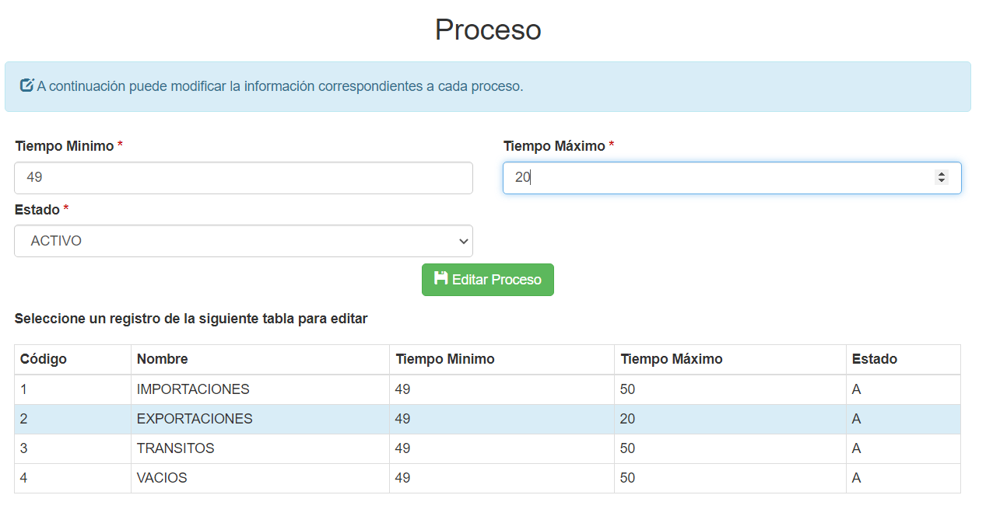 Proceso
A continuación puede modificar la información correspondientes a cada proceso.
Tiempo Minimo * Tiempo Máximo *
49 20
Estado *
ACTIVO
Editar Proceso
Seleccione un registro de la siguiente tabla para editar
Código Nombre Tiempo Minimo Tiempo Máximo Estado
1 IMPORTACIONES 49 50 A
2 EXPORTACIONES 49 20 A
3 TRANSITOS 49 50 A
4 VACIOS 49 50 A